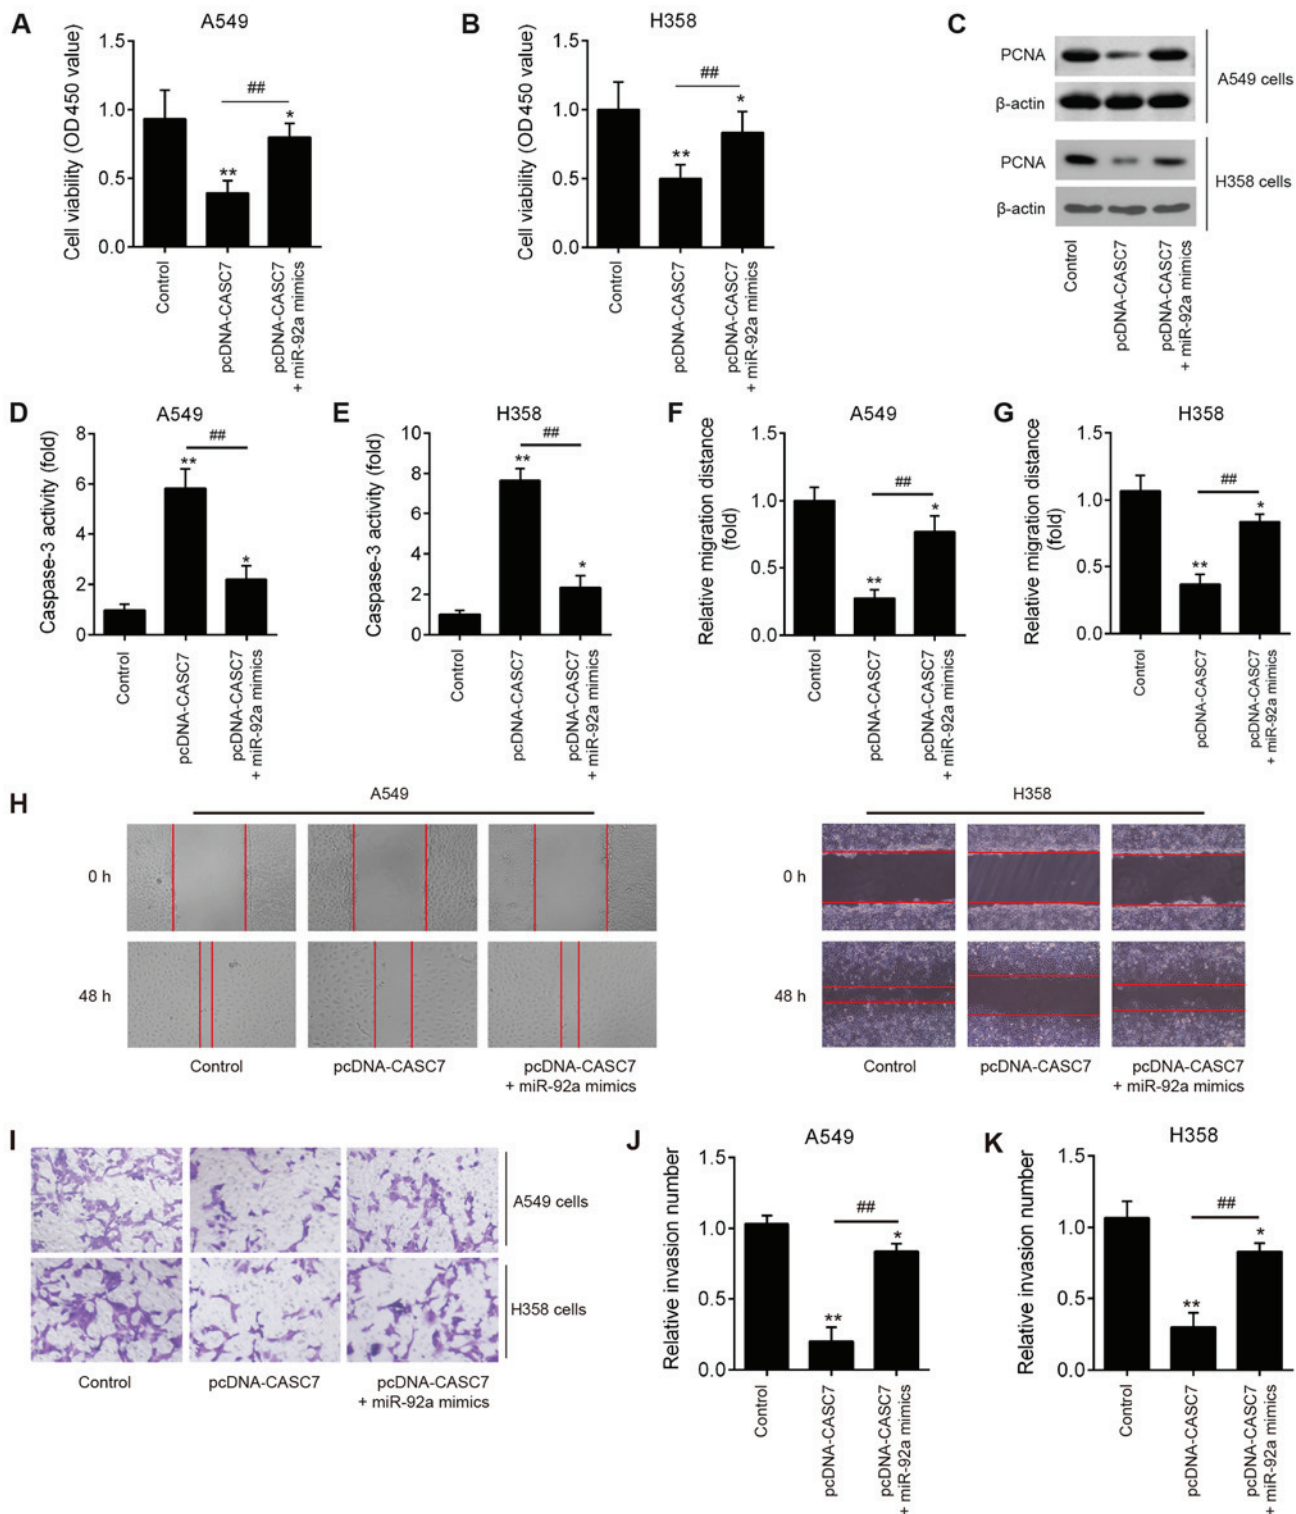 A
A549
Cell viability (OD450 value)
1.5
1.0
0.5
0.0
##
**
*
Control
pcDNA-CASC7
pcDNA-CASC7
+ miR-92a mimics
B
H358
Cell viability (OD450 value)
1.5
1.0
0.5
0.0
##
**
*
Control
pcDNA-CASC7
pcDNA-CASC7
+ miR-92a mimics
C
PCNA
β-actin
A549 cells
PCNA
β-actin
H358 cells
Control
pcDNA-CASC7
pcDNA-CASC7
+ miR-92a mimics
D
A549
Caspase-3 activity (fold)
8
6
4
2
0
##
**
*
Control
pcDNA-CASC7
pcDNA-CASC7
+ miR-92a mimics
E
H358
Caspase-3 activity (fold)
10
8
6
4
2
0
##
**
*
Control
pcDNA-CASC7
pcDNA-CASC7
+ miR-92a mimics
F
A549
Relative migration distance
(fold)
1.5
1.0
0.5
0.0
##
**
*
Control
pcDNA-CASC7
pcDNA-CASC7
+ miR-92a mimics
G
H358
Relative migration distance
(fold)
1.5
1.0
0.5
0.0
##
**
*
Control
pcDNA-CASC7
pcDNA-CASC7
+ miR-92a mimics
H
A549
0 h
48 h
Control
pcDNA-CASC7
pcDNA-CASC7
+ miR-92a mimics
H358
0 h
48 h
Control
pcDNA-CASC7
pcDNA-CASC7
+ miR-92a mimics
I
A549 cells
H358 cells
Control
pcDNA-CASC7
pcDNA-CASC7
+ miR-92a mimics
J
A549
Relative invasion number
1.5
1.0
0.5
0.0
##
**
*
Control
pcDNA-CASC7
pcDNA-CASC7
+ miR-92a mimics
K
H358
Relative invasion number
1.5
1.0
0.5
0.0
##
**
*
Control
pcDNA-CASC7
pcDNA-CASC7
+ miR-92a mimics